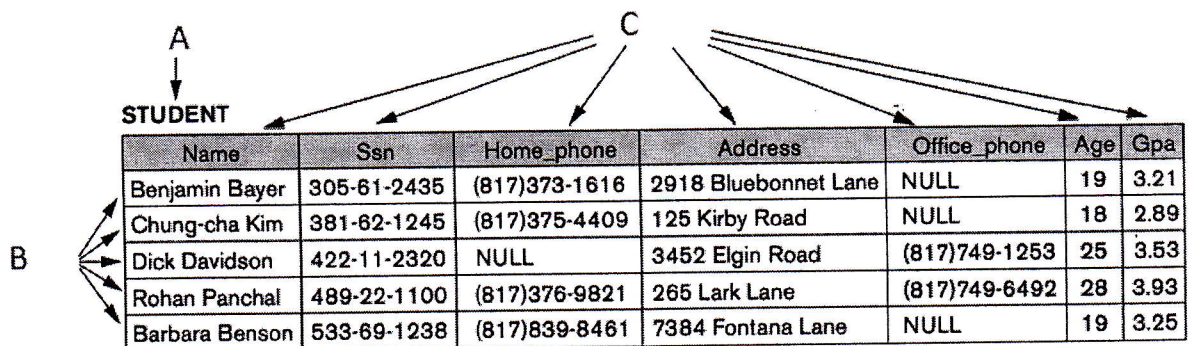 C
A
STUDENT
Name Ssn Home_phone Address Office_phone Age Gpa
Benjamin Bayer 305-61-2435 (817)373-1616 2918 Bluebonnet Lane NULL 19 3.21
Chung-cha Kim 381-62-1245 (817)375-4409 125 Kirby Road NULL 18 2.89
B
Dick Davidson 422-11-2320 NULL 3452 Elgin Road (817)749-1253 25 3.53
Rohan Panchal 489-22-1100 (817)376-9821 265 Lark Lane (817)749-6492 28 3.93
Barbara Benson 533-69-1238 (817)839-8461 7384 Fontana Lane NULL 19 3.25